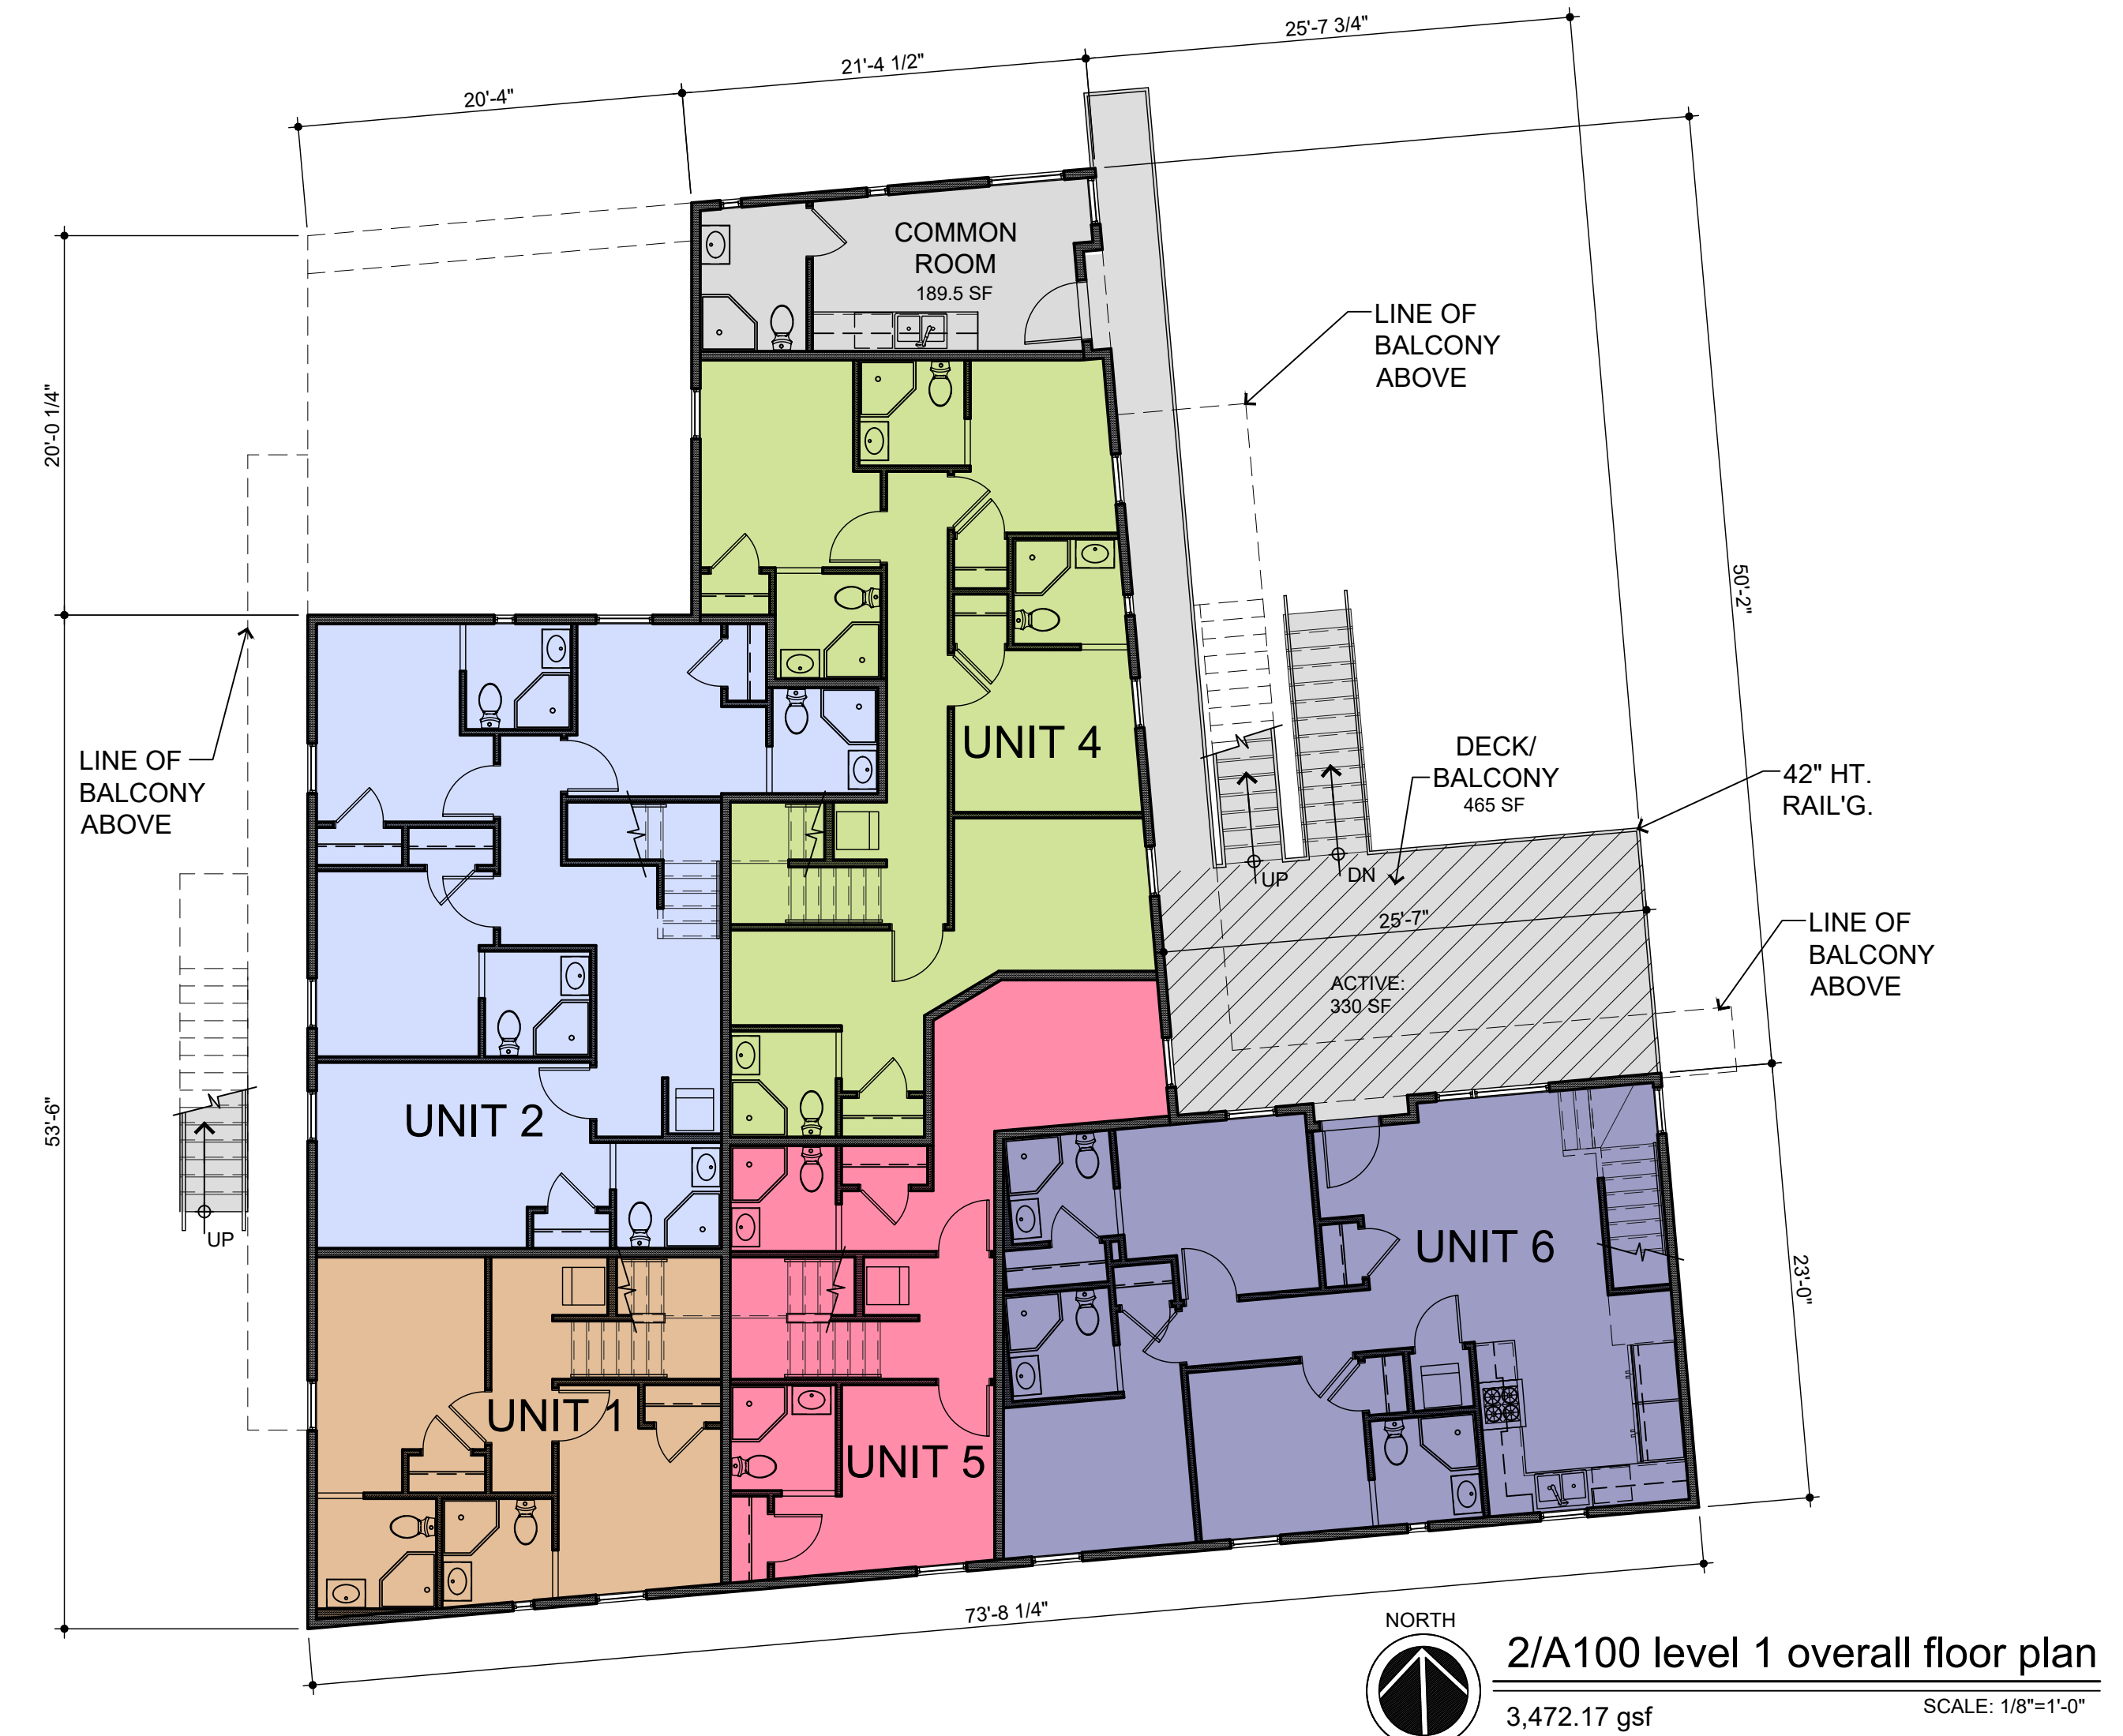 25'-7 3/4"
21'-4 1/2"
20'-4"
COMMON
ROOM
189.5 SF
LINE OF
BALCONY
ABOVE
20'-0 1/4"
50'-2"
UNIT 4
LINE OF
BALCONY
ABOVE
DECK/
BALCONY
465 SF
42" HT.
RAIL'G.
UP
DN
25'-7"
LINE OF
BALCONY
ABOVE
ACTIVE:
330 SF
53'-6"
UNIT 2
UP
UNIT 6
23'-0"
UNIT 1
UNIT 5
73'-8 1/4"
NORTH
2/A100 level 1 overall floor plan
3,472.17 gsf
SCALE: 1/8"=1'-0"